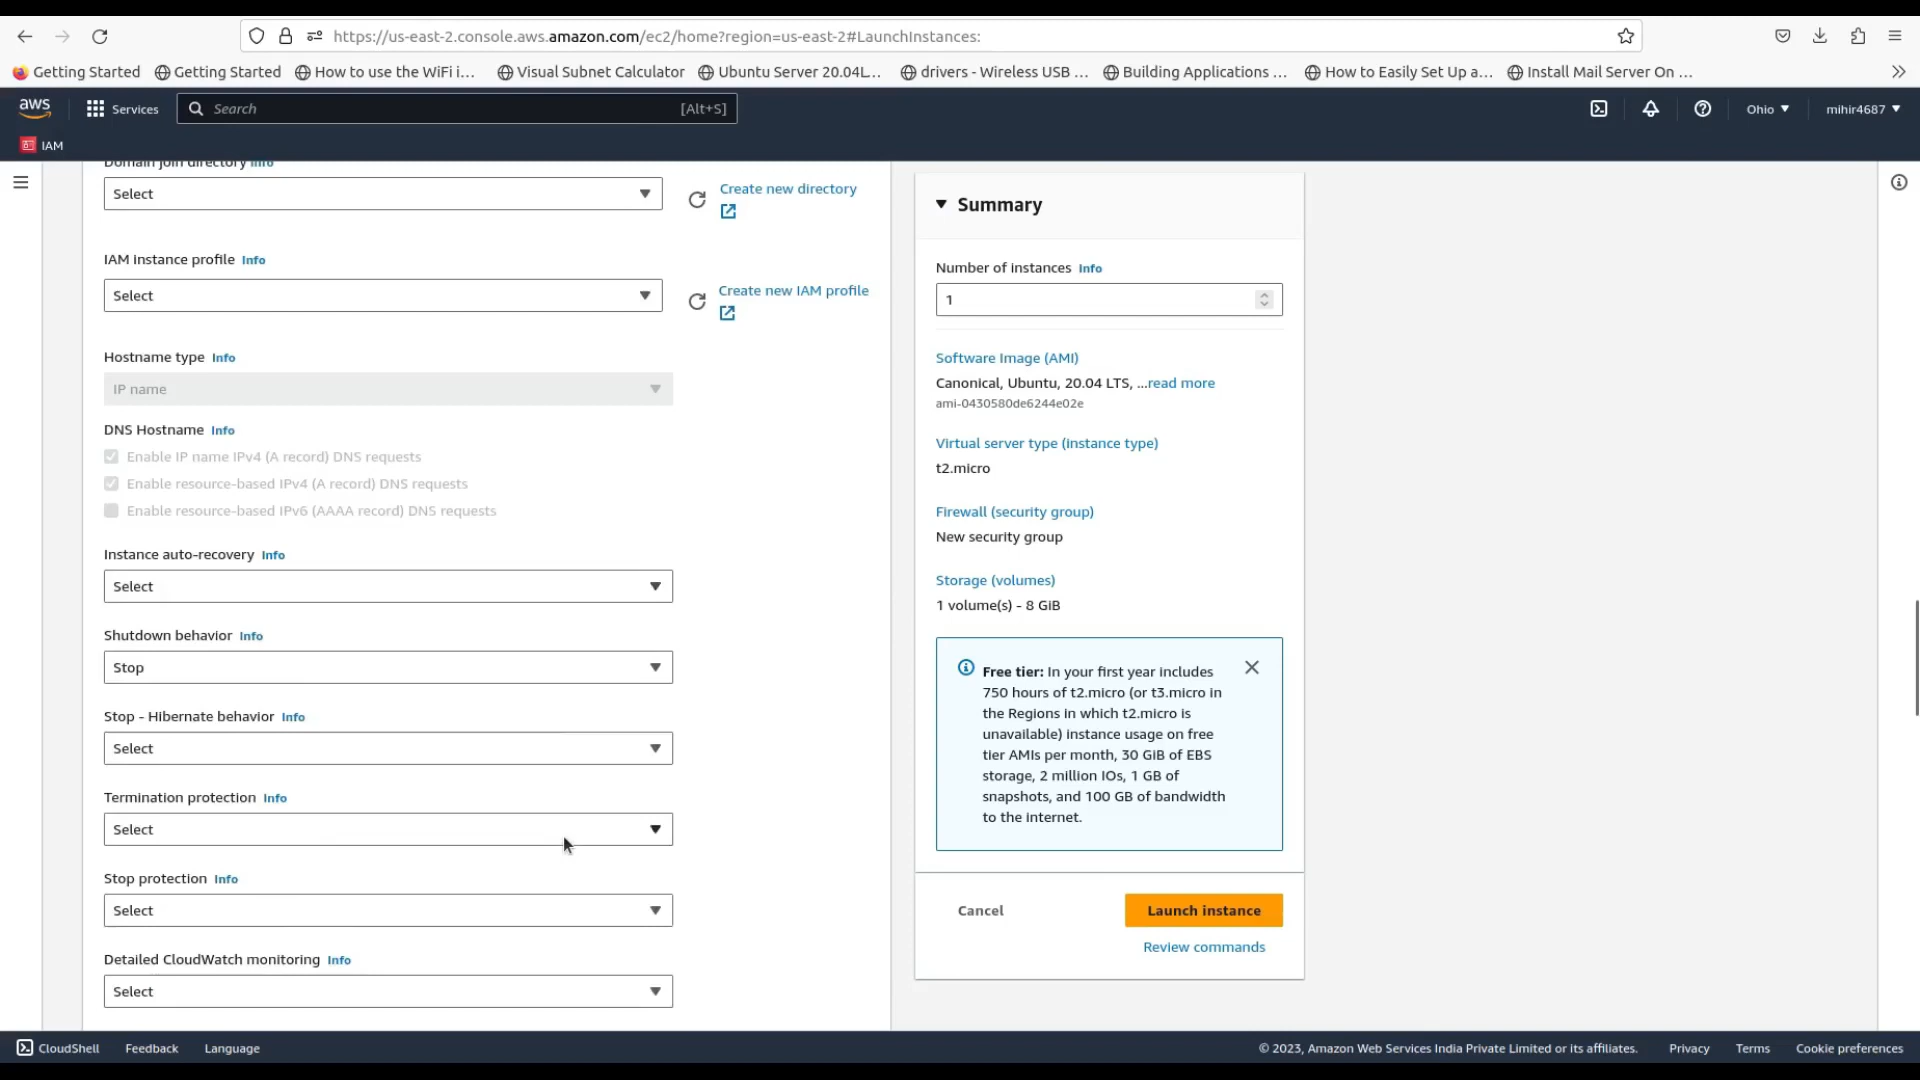 https://us-east-2.console.aws.amazon.com/ec2/home?region=us-east-2#LaunchInstances:
Getting Started
Getting Started
How to use the WiFi i...
Visual Subnet Calculator
Ubuntu Server 20.04L...
drivers - Wireless USB ...
Building Applications ...
How to Easily Set Up a...
Install Mail Server On ...
aws
Services
Search
[Alt+S]
Ohio
mihir4687
IAM
Domain join directory Info
Select
Create new directory
IAM instance profile Info
Select
Create new IAM profile
Hostname type Info
IP name
DNS Hostname Info
Enable IP name IPv4 (A record) DNS requests
Enable resource-based IPv4 (A record) DNS requests
Enable resource-based IPv6 (AAAA record) DNS requests
Instance auto-recovery Info
Select
Shutdown behavior Info
Stop
Stop - Hibernate behavior Info
Select
Termination protection Info
Select
Stop protection Info
Select
Detailed CloudWatch monitoring Info
Select
Summary
Number of instances Info
1
Software Image (AMI)
Canonical, Ubuntu, 20.04 LTS, ...read more
ami-0430580de6244e02e
Virtual server type (instance type)
t2.micro
Firewall (security group)
New security group
Storage (volumes)
1 volume(s) - 8 GiB
Free tier: In your first year includes
750 hours of t2.micro (or t3.micro in
the Regions in which t2.micro is
unavailable) instance usage on free
tier AMIs per month, 30 GiB of EBS
storage, 2 million IOs, 1 GB of
snapshots, and 100 GB of bandwidth
to the internet.
Cancel
Launch instance
Review commands
CloudShell
Feedback
Language
© 2023, Amazon Web Services India Private Limited or its affiliates.
Privacy
Terms
Cookie preferences